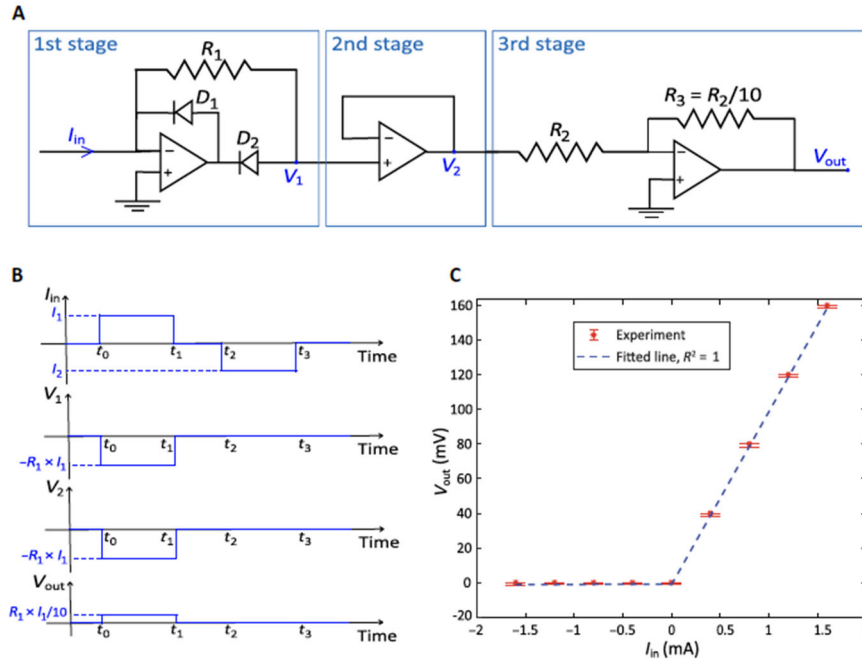 A
1st stage
2nd stage
3rd stage
R1
D1
D2
Iin
−
+
V1
−
+
V2
R2
R3 = R2/10
−
+
Vout
B
Iin
I1
t0 t1 t2 t3
Time
I2
V1
t0 t1 t2 t3
Time
−R1 × I1
V2
t0 t1 t2 t3
Time
−R1 × I1
Vout
R1 × I1/10
t0 t1 t2 t3
Time
C
160
140
120
100
80
60
40
20
0
-20
Vout (mV)
Experiment
Fitted line, R² = 1
−2 −1.5 −1 −0.5 0 0.5 1 1.5 2
Iin (mA)